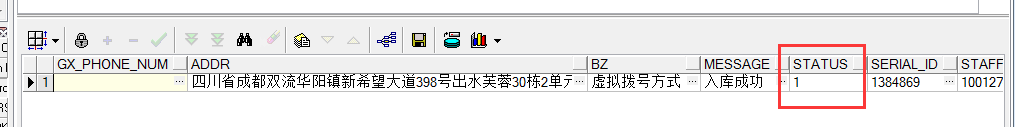 GX_PHONE_NUM ADDR BZ MESSAGE STATUS SERIAL_ID STAFF
1 四川省成都双流华阳镇新希望大道398号出水芙蓉30栋2单元 虚拟拨号方式 入库成功 1 1384869 100127